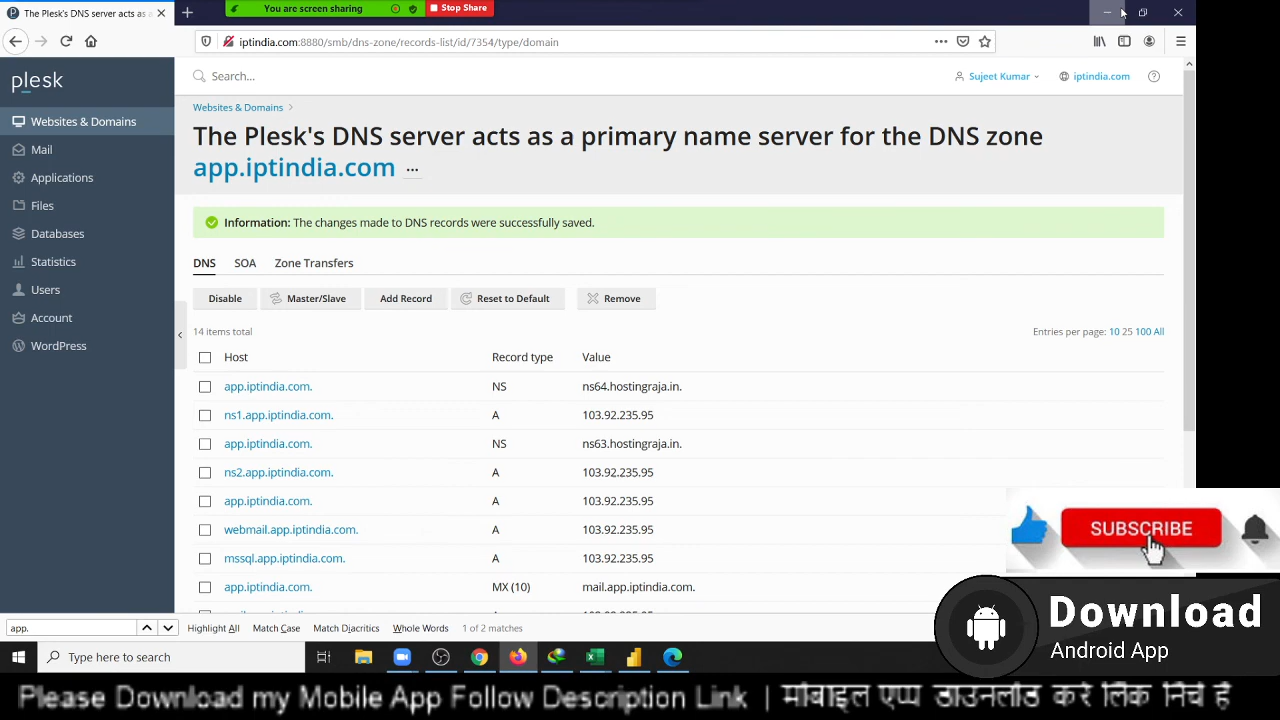 The Plesk's DNS server acts as a
You are screen sharing
Stop Share
iptindia.com:8880/smb/dns-zone/records-list/id/7354/type/domain
plesk
Search...
Sujeet Kumar
iptindia.com
Websites & Domains
Mail
Applications
Files
Databases
Statistics
Users
Account
WordPress
Websites & Domains >
The Plesk's DNS server acts as a primary name server for the DNS zone
app.iptindia.com ...
Information: The changes made to DNS records were successfully saved.
DNS SOA Zone Transfers
Disable Master/Slave Add Record Reset to Default Remove
14 items total Entries per page: 10 25 100 All
Host Record type Value
app.iptindia.com. NS ns64.hostingraja.in.
ns1.app.iptindia.com. A 103.92.235.95
app.iptindia.com. NS ns63.hostingraja.in.
ns2.app.iptindia.com. A 103.92.235.95
app.iptindia.com. A 103.92.235.95
webmail.app.iptindia.com. A 103.92.235.95
mssql.app.iptindia.com. A 103.92.235.95
app.iptindia.com. MX (10) mail.app.iptindia.com.
SUBSCRIBE
Download
Android App
app. Highlight All Match Case Match Diacritics Whole Words 1 of 2 matches
Type here to search
Please Download my Mobile App Follow Description Link | मोबाइल एप्प डाउनलोड करे लिंक निचे है